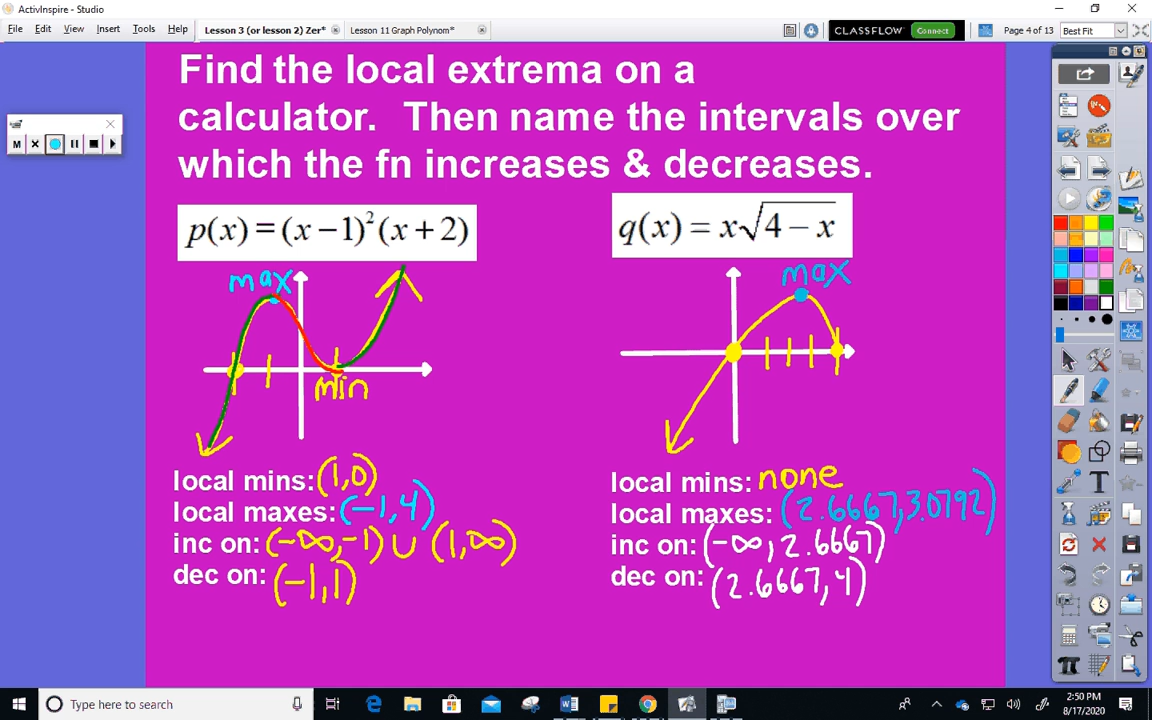 ActivInspire - Studio
File Edit View Insert Tools Help
Lesson 3 (or lesson 2) Zer*
Lesson 11 Graph Polynom*
CLASSFLOW Connect
Page 4 of 13
Best Fit
M
Find the local extrema on a
calculator. Then name the intervals over
which the fn increases & decreases.
p(x) = (x − 1)²(x + 2)
max
min
local mins: (1,0)
local maxes: (−1,4)
inc on: (−∞,−1) ∪ (1,∞)
dec on: (−1,1)
q(x) = x√4 − x
max
local mins: none
local maxes: (2.6667,3.0792)
inc on: (−∞,2.6667)
dec on: (2.6667,4)
T
π
Type here to search
2:50 PM
8/17/2020